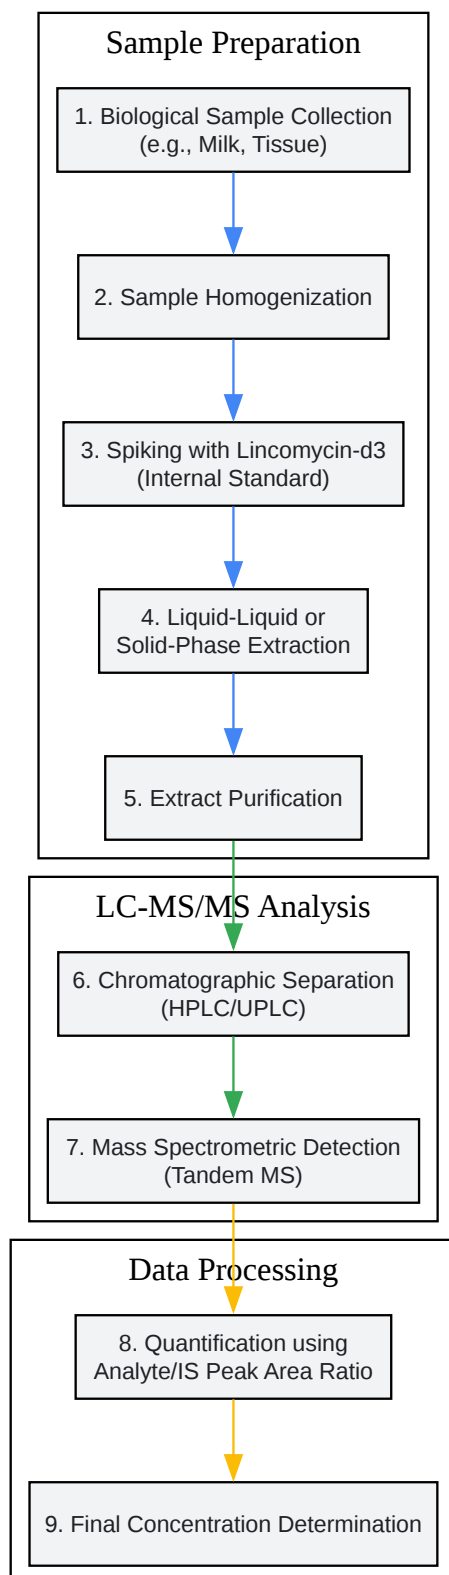 Sample Preparation
1. Biological Sample Collection
(e.g., Milk, Tissue)
2. Sample Homogenization
3. Spiking with Lincomycin-d3
(Internal Standard)
4. Liquid-Liquid or
Solid-Phase Extraction
5. Extract Purification
LC-MS/MS Analysis
6. Chromatographic Separation
(HPLC/UPLC)
7. Mass Spectrometric Detection
(Tandem MS)
Data Processing
8. Quantification using
Analyte/IS Peak Area Ratio
9. Final Concentration Determination